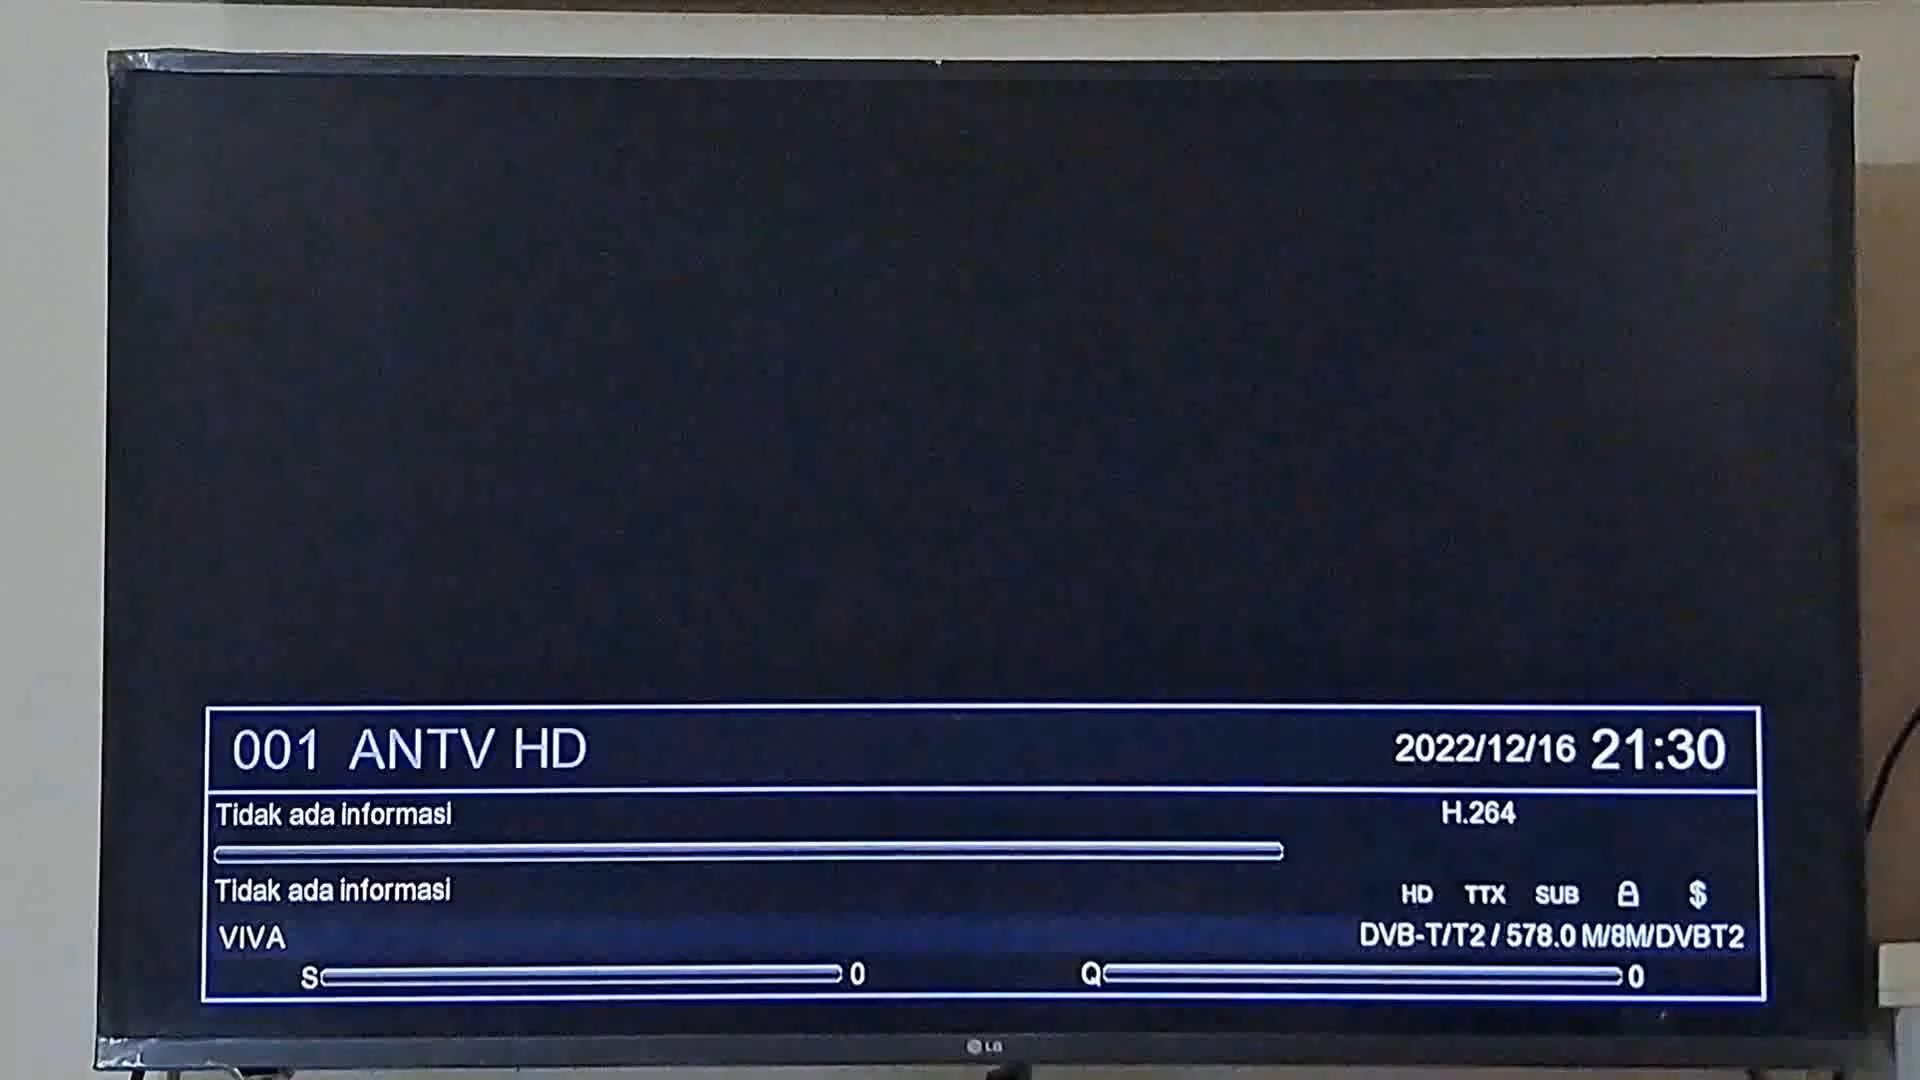 001 ANTV HD 2022/12/16 21:30
Tidak ada informasi H.264
Tidak ada informasi HD TTX SUB $
VIVA DVB-T/T2 / 578.0 M/8M/DVBT2
S 0 Q 0
LG